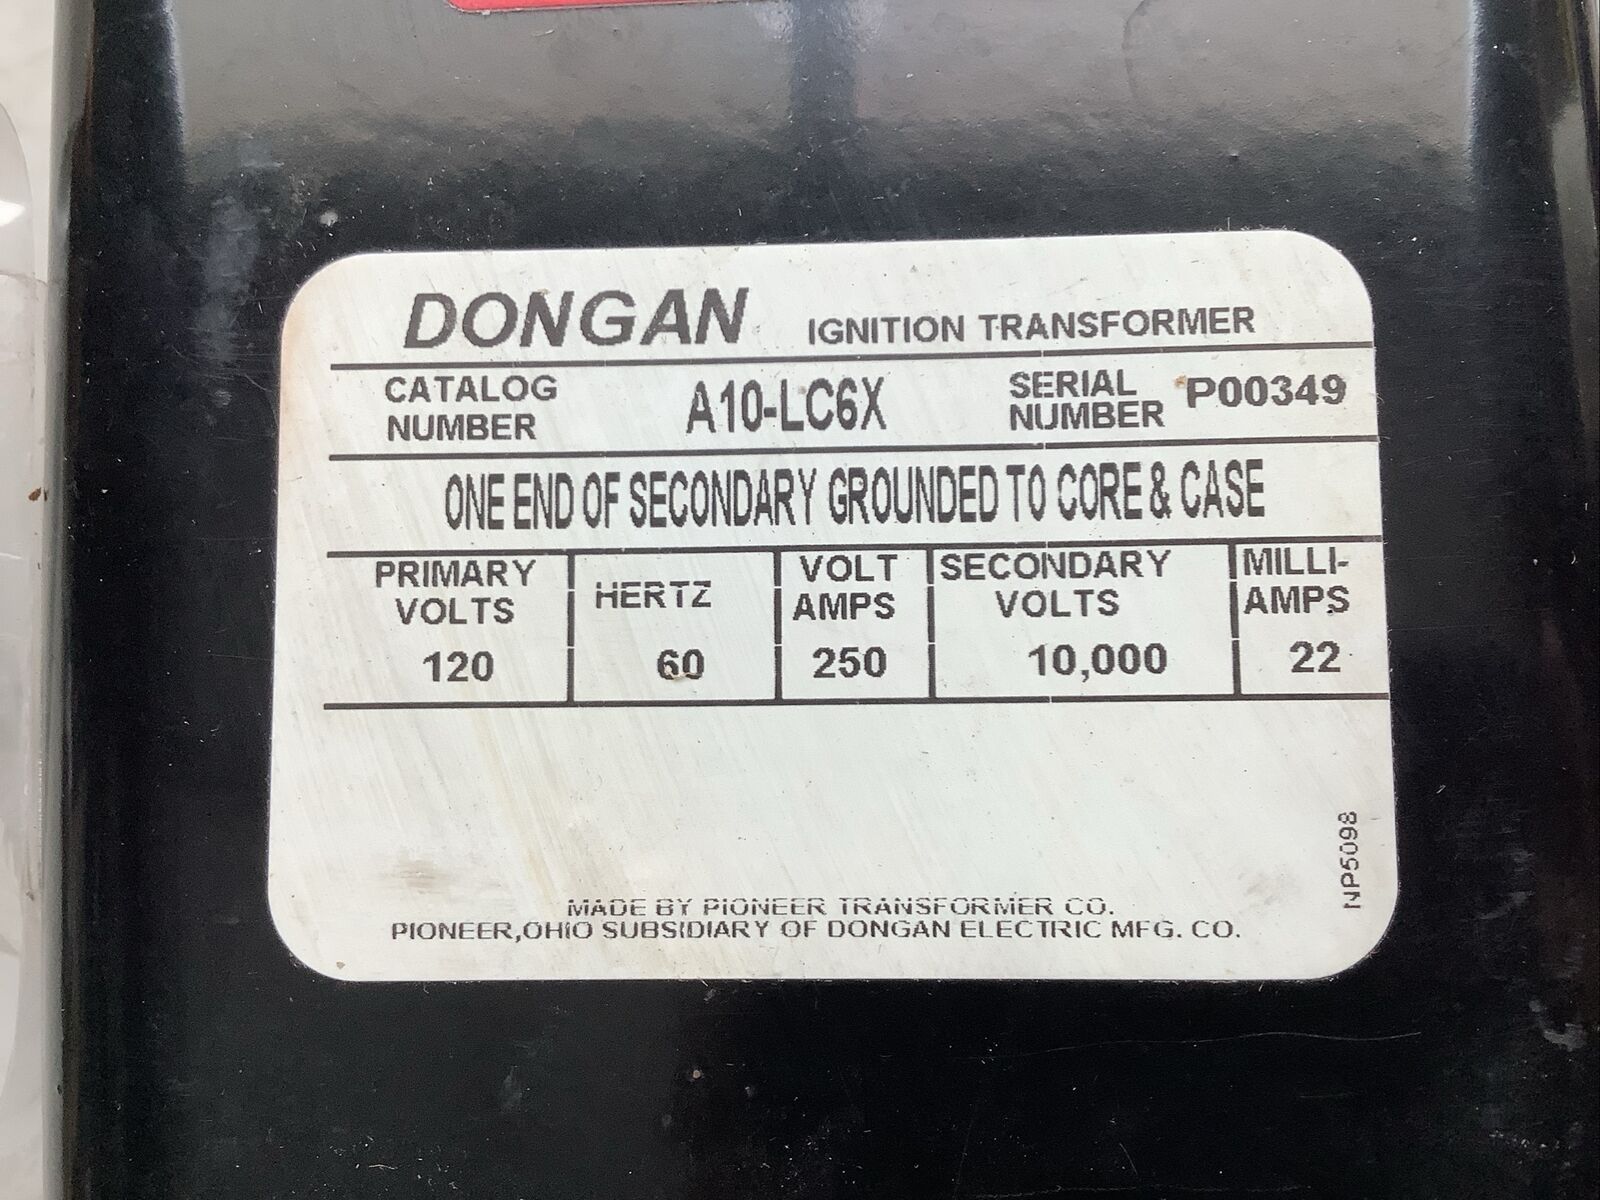 DONGAN IGNITION TRANSFORMER
CATALOG NUMBER A10-LC6X SERIAL NUMBER P00349
ONE END OF SECONDARY GROUNDED TO CORE & CASE
PRIMARY VOLTS HERTZ VOLT AMPS SECONDARY VOLTS MILLI-AMPS
120 60 250 10,000 22
NP5098
MADE BY PIONEER TRANSFORMER CO.
PIONEER,OHIO SUBSIDIARY OF DONGAN ELECTRIC MFG. CO.